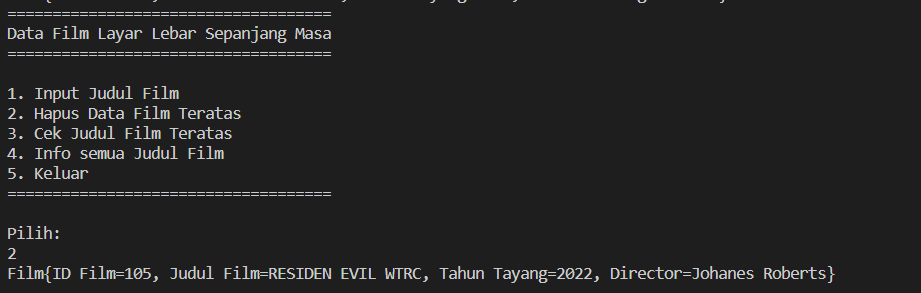 ====================================
Data Film Layar Lebar Sepanjang Masa
====================================
1. Input Judul Film
2. Hapus Data Film Teratas
3. Cek Judul Film Teratas
4. Info semua Judul Film
5. Keluar
====================================
Pilih:
2
Film{ID Film=105, Judul Film=RESIDEN EVIL WTRC, Tahun Tayang=2022, Director=Johanes Roberts}